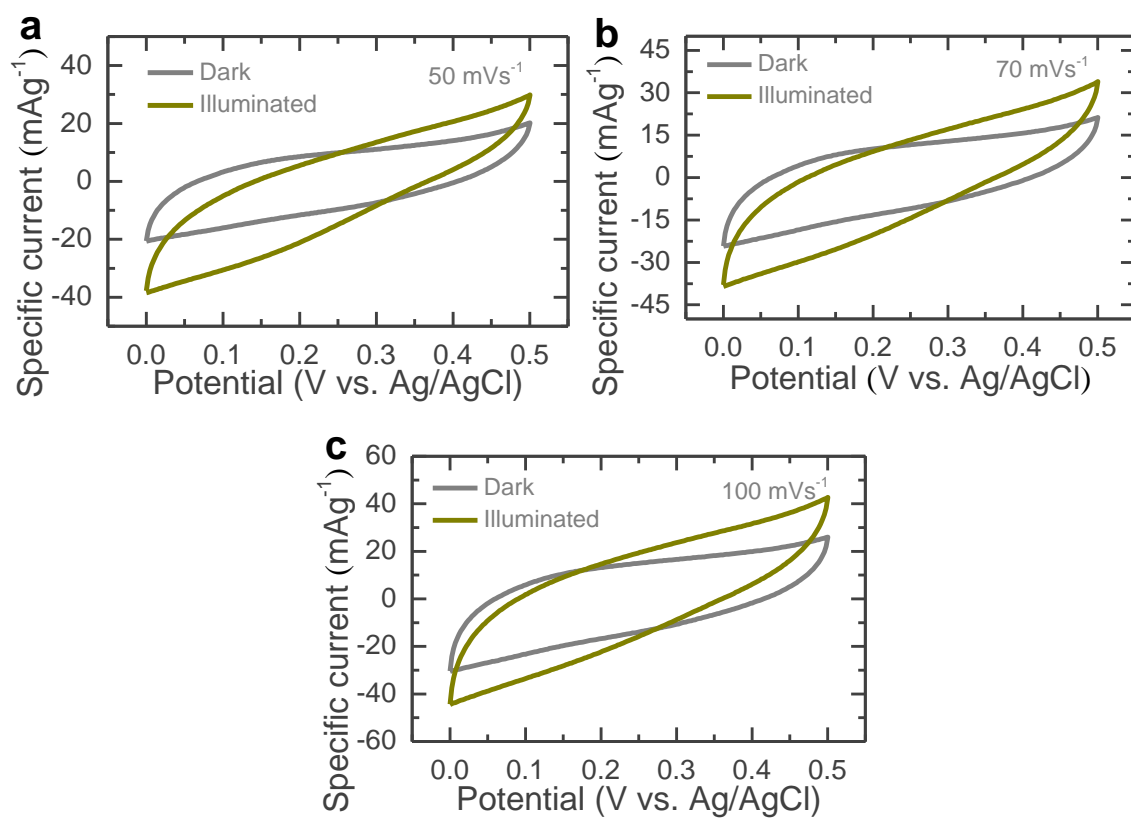 a
Specific current (mAg⁻¹)
40
20
0
-20
-40
Dark
Illuminated
50 mVs⁻¹
0.0 0.1 0.2 0.3 0.4 0.5
Potential (V vs. Ag/AgCl)
b
Specific current (mAg⁻¹)
45
30
15
0
-15
-30
-45
Dark
Illuminated
70 mVs⁻¹
0.0 0.1 0.2 0.3 0.4 0.5
Potential (V vs. Ag/AgCl)
c
Specific current (mAg⁻¹)
60
40
20
0
-20
-40
-60
Dark
Illuminated
100 mVs⁻¹
0.0 0.1 0.2 0.3 0.4 0.5
Potential (V vs. Ag/AgCl)